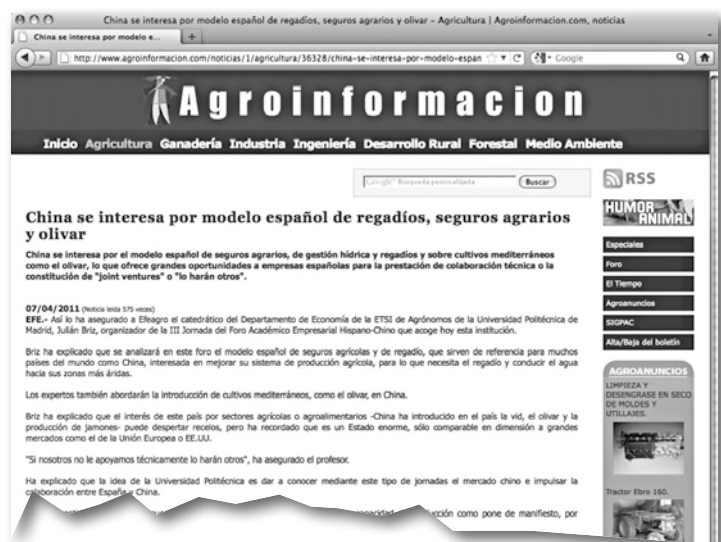 China se interesa por modelo español de regadíos, seguros agrarios y olivar – Agricultura | Agroinformacion.com, noticias
China se interesa por modelo e...
http://www.agroinformacion.com/noticias/1/agricultura/36328/china-se-interesa-por-modelo-espan
Google
Agroinformacion
Inicio Agricultura Ganadería Industria Ingeniería Desarrollo Rural Forestal Medio Ambiente
Google™ Búsqueda personalizada
Buscar
RSS
China se interesa por modelo español de regadíos, seguros agrarios
y olivar
China se interesa por el modelo español de seguros agrarios, de gestión hídrica y regadíos y sobre cultivos mediterráneos
como el olivar, lo que ofrece grandes oportunidades a empresas españolas para la prestación de colaboración técnica o la
constitución de "joint ventures" o "lo harán otros".
07/04/2011 (Noticia leida 575 veces)
EFE.- Así lo ha asegurado a Efeagro el catedrático del Departamento de Economía de la ETSI de Agrónomos de la Universidad Politécnica de
Madrid, Julián Briz, organizador de la III Jornada del Foro Académico Empresarial Hispano-Chino que acoge hoy esta institución.
Briz ha explicado que se analizará en este foro el modelo español de seguros agrícolas y de regadío, que sirven de referencia para muchos
países del mundo como China, interesada en mejorar su sistema de producción agrícola, para lo que necesita el regadío y conducir el agua
hacia sus zonas más áridas.
Los expertos también abordarán la introducción de cultivos mediterráneos, como el olivar, en China.
Briz ha explicado que el interés de este país por sectores agrícolas o agroalimentarios -China ha introducido en el país la vid, el olivar y la
producción de jamones- puede despertar recelos, pero ha recordado que es un Estado enorme, sólo comparable en dimensión a grandes
mercados como el de la Unión Europea o EE.UU.
"Si nosotros no le apoyamos técnicamente lo harán otros", ha asegurado el profesor.
Ha explicado que la idea de la Universidad Politécnica es dar a conocer mediante este tipo de jornadas el mercado chino e impulsar la
colaboración entre España y China.
capacidad producción como pone de manifiesto, por
HUMOR
ANIMAL
Especiales
Foro
El Tiempo
Agroanuncios
SIGPAC
Alta/Baja del boletín
AGROANUNCIOS
LIMPIEZA Y
DESENGRASE EN SECO
DE MOLDES Y
UTILLAJES.
Tractor Ebro 160.